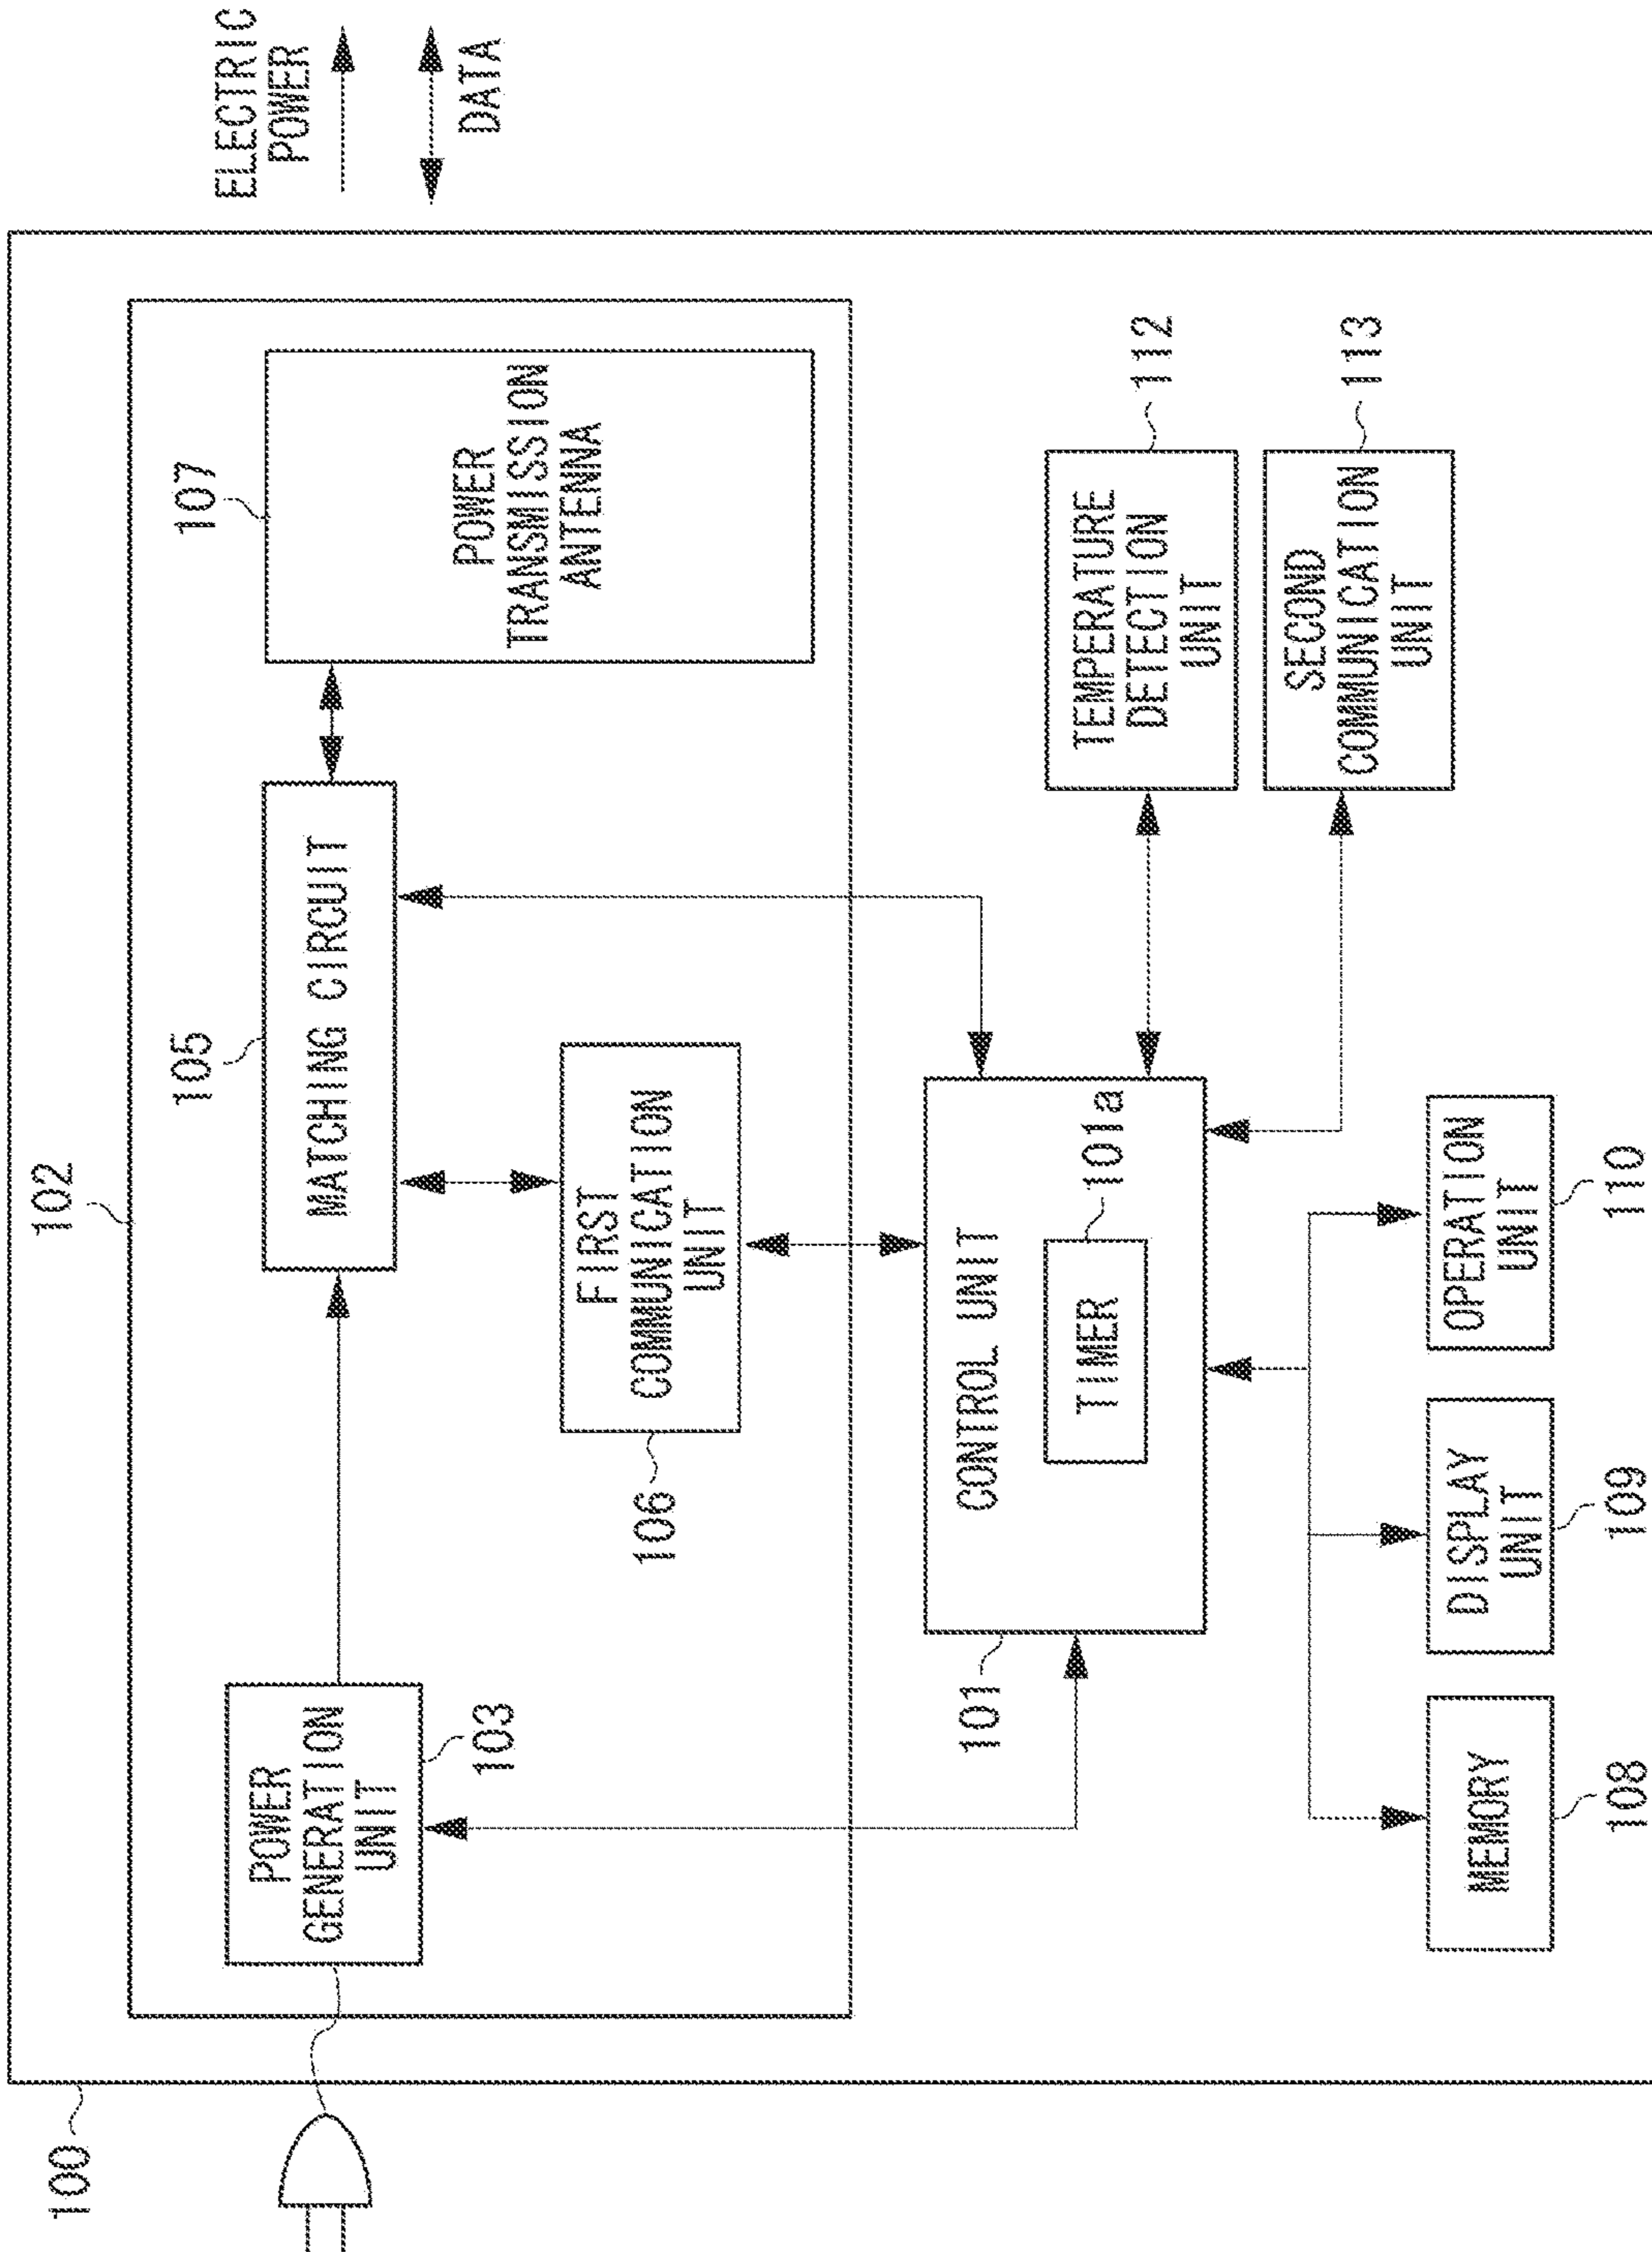 100
102
103
POWER
GENERATION
UNIT
105
MATCHING CIRCUIT
107
POWER
TRANSMISSION
ANTENNA
ELECTRIC
POWER
DATA
106
FIRST
COMMUNICATION
UNIT
101
CONTROL UNIT
TIMER
101a
TEMPERATURE
DETECTION
UNIT
112
SECOND
COMMUNICATION
UNIT
113
MEMORY
108
DISPLAY
UNIT
109
OPERATION
UNIT
110